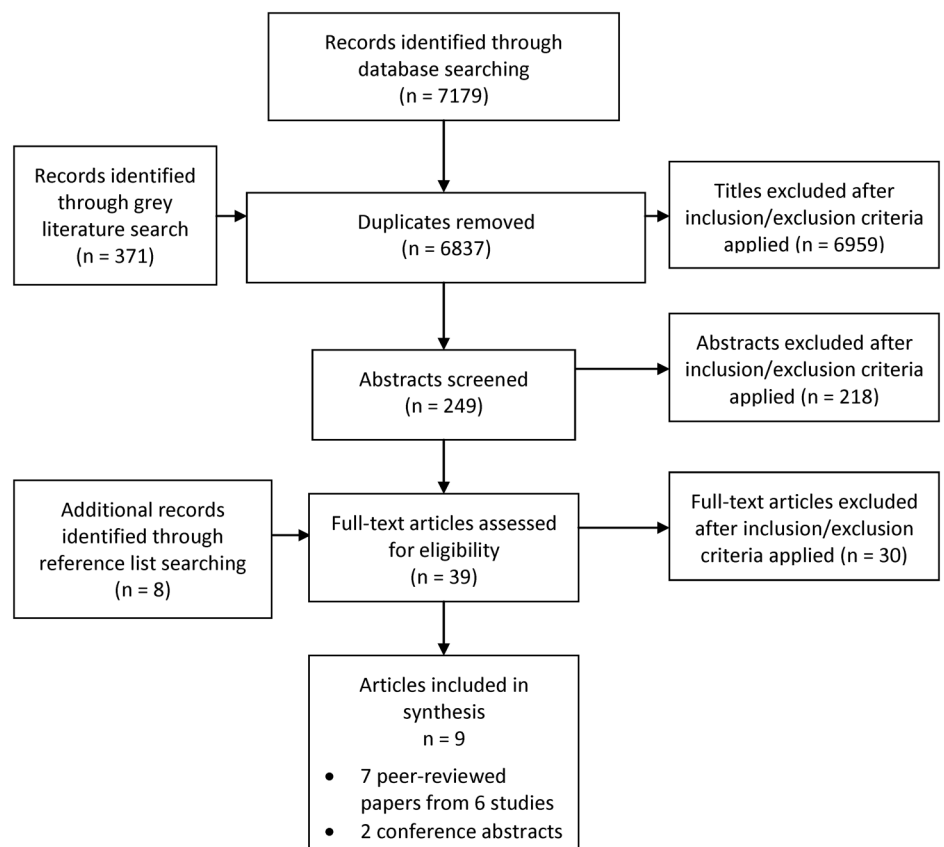 Records identified through
database searching
(n = 7179)
Records identified
through grey
literature search
(n = 371)
Duplicates removed
n = 6837
Titles excluded after
inclusion/exclusion criteria
applied (n = 6959)
Abstracts screened
n = 249
Abstracts excluded after
inclusion/exclusion criteria
applied (n = 218)
Additional records
identified through
reference list searching
(n = 8)
Full-text articles assessed
for eligibility
(n = 39)
Full-text articles excluded
after inclusion/exclusion
criteria applied (n = 30)
Articles included in
synthesis
n = 9
• 7 peer-reviewed
papers from 6 studies
• 2 conference abstracts